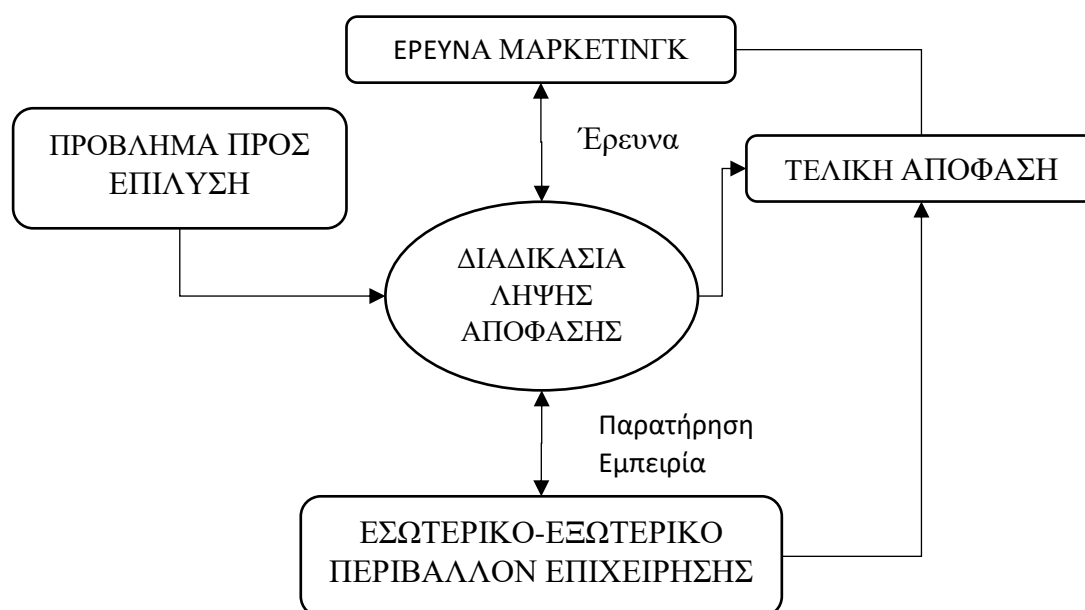 ΕΡΕΥΝΑ ΜΑΡΚΕΤΙΝΓΚ
Έρευνα
ΠΡΟΒΛΗΜΑ ΠΡΟΣ
ΕΠΙΛΥΣΗ
ΤΕΛΙΚΗ ΑΠΟΦΑΣΗ
ΔΙΑΔΙΚΑΣΙΑ
ΛΗΨΗΣ
ΑΠΟΦΑΣΗΣ
Παρατήρηση
Εμπειρία
ΕΣΩΤΕΡΙΚΟ-ΕΞΩΤΕΡΙΚΟ
ΠΕΡΙΒΑΛΛΟΝ ΕΠΙΧΕΙΡΗΣΗΣ